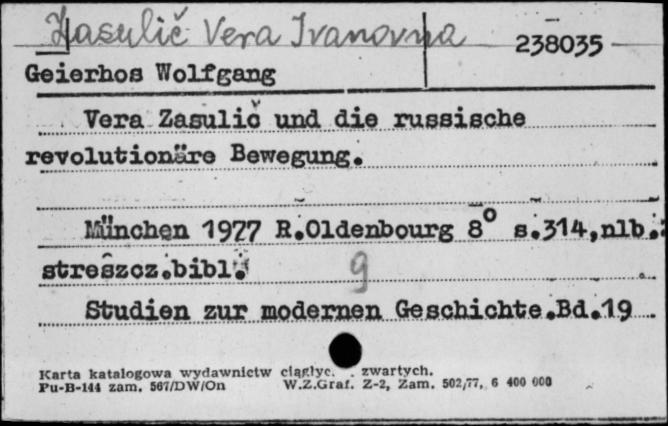 Zasulič Vera Ivanovna
238035
Geierhos Wolfgang
Vera Zasulič und die russische
revolutionäre Bewegung.
München 1977 R.Oldenbourg 8° s.314,nlb.
streszcz.bibl.
9
Studien zur modernen Geschichte.Bd.19
Karta katalogowa wydawnictw ciągłyc. . zwartych.
Pu-B-144 zam. 567/DW/On W.Z.Graf. Z-2, Zam. 502/77, 6 400 000